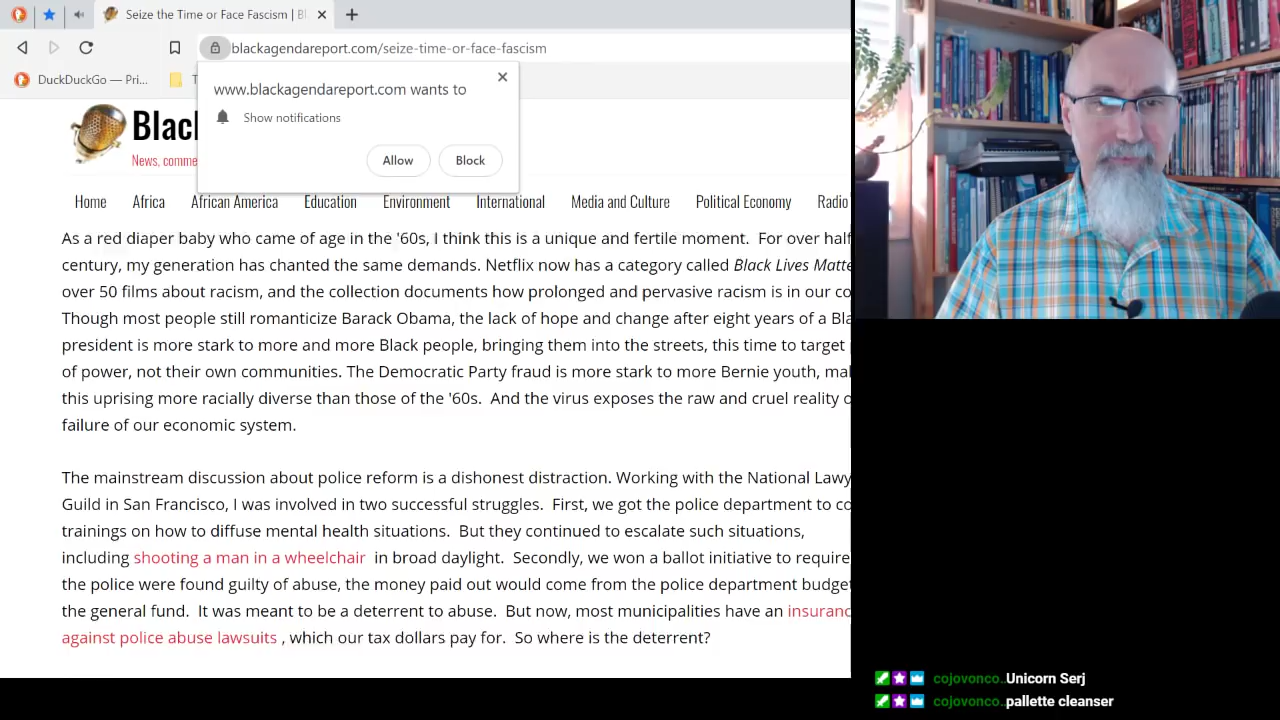 Seize the Time or Face Fascism |
blackagendareport.com/seize-time-or-face-fascism
DuckDuckGo — Pri...
www.blackagendareport.com wants to
Show notifications
Allow
Block
Blac
News, comme
Home
Africa
African America
Education
Environment
International
Media and Culture
Political Economy
Radio
As a red diaper baby who came of age in the '60s, I think this is a unique and fertile moment. For over half
century, my generation has chanted the same demands. Netflix now has a category called Black Lives Matte
over 50 films about racism, and the collection documents how prolonged and pervasive racism is in our co
Though most people still romanticize Barack Obama, the lack of hope and change after eight years of a Bla
president is more stark to more and more Black people, bringing them into the streets, this time to target
of power, not their own communities. The Democratic Party fraud is more stark to more Bernie youth, mal
this uprising more racially diverse than those of the '60s. And the virus exposes the raw and cruel reality o
failure of our economic system.
The mainstream discussion about police reform is a dishonest distraction. Working with the National Lawy
Guild in San Francisco, I was involved in two successful struggles. First, we got the police department to co
trainings on how to diffuse mental health situations. But they continued to escalate such situations,
including shooting a man in a wheelchair in broad daylight. Secondly, we won a ballot initiative to require
the police were found guilty of abuse, the money paid out would come from the police department budget
the general fund. It was meant to be a deterrent to abuse. But now, most municipalities have an insuranc
against police abuse lawsuits , which our tax dollars pay for. So where is the deterrent?
cojovonco.. Unicorn Serj
cojovonco.. pallette cleanser